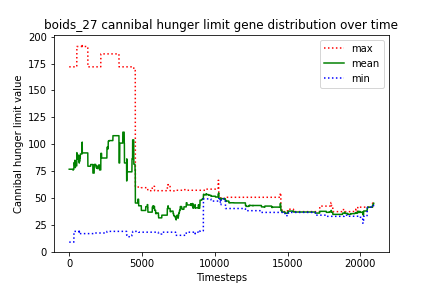 boids_27 cannibal hunger limit gene distribution over time
Cannibal hunger limit value
200
175
150
125
100
75
50
25
0
max
mean
min
0
5000
10000
15000
20000
Timesteps